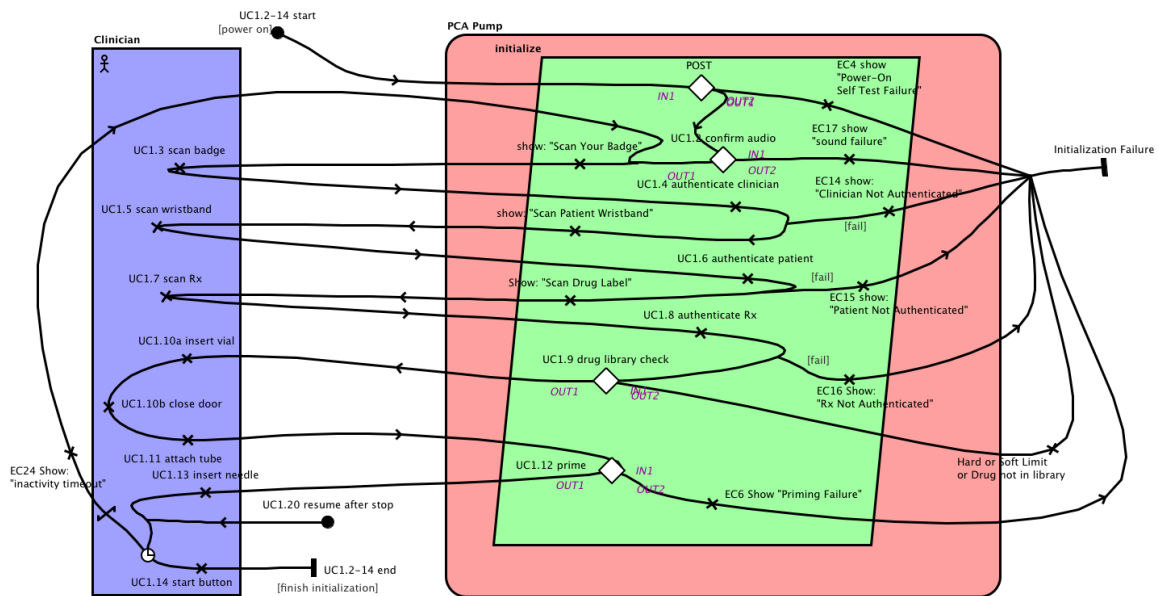 UC1.2-14 start
[power on]
Clinician
PCA Pump
initialize
POST
IN1
OUT2
EC4 show
"Power-On
Self Test Failure"
UC1.2 confirm audio
IN1
OUT2
OUT1
EC17 show
"sound failure"
Initialization Failure
UC1.3 scan badge
show: "Scan Your Badge"
UC1.4 authenticate clinician
EC14 show:
"Clinician Not Authenticated"
[fail]
UC1.5 scan wristband
show: "Scan Patient Wristband"
UC1.6 authenticate patient
[fail]
UC1.7 scan Rx
Show: "Scan Drug Label"
EC15 show:
"Patient Not Authenticated"
UC1.8 authenticate Rx
UC1.10a insert vial
UC1.9 drug library check
[fail]
OUT1
IN1
OUT2
EC16 Show:
"Rx Not Authenticated"
UC1.10b close door
UC1.11 attach tube
UC1.12 prime
IN1
OUT1
OUT2
Hard or Soft Limit
or Drug not in library
EC24 Show:
"inactivity timeout"
UC1.13 insert needle
EC6 Show "Priming Failure"
UC1.20 resume after stop
UC1.14 start button
UC1.2-14 end
[finish initialization]